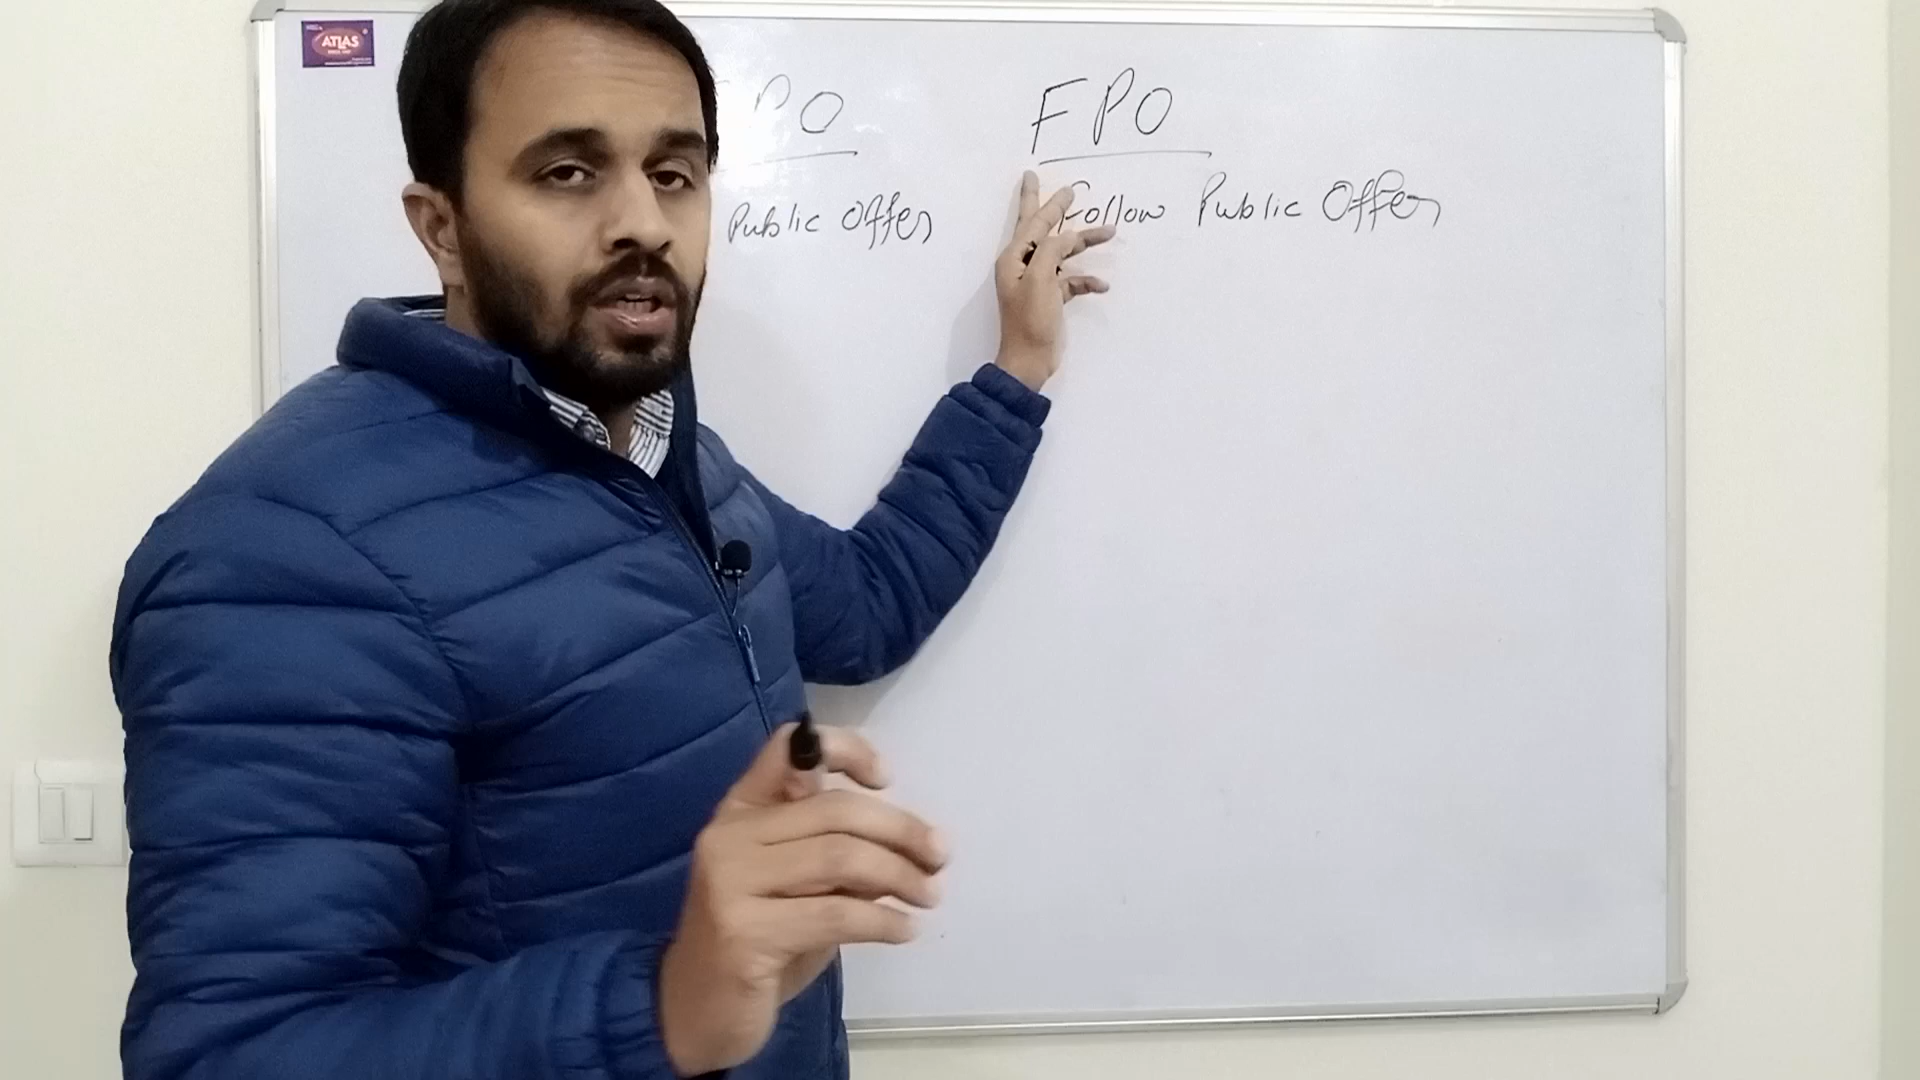 ATLAS
PO
FPO
Public Offer
Follow Public Offer